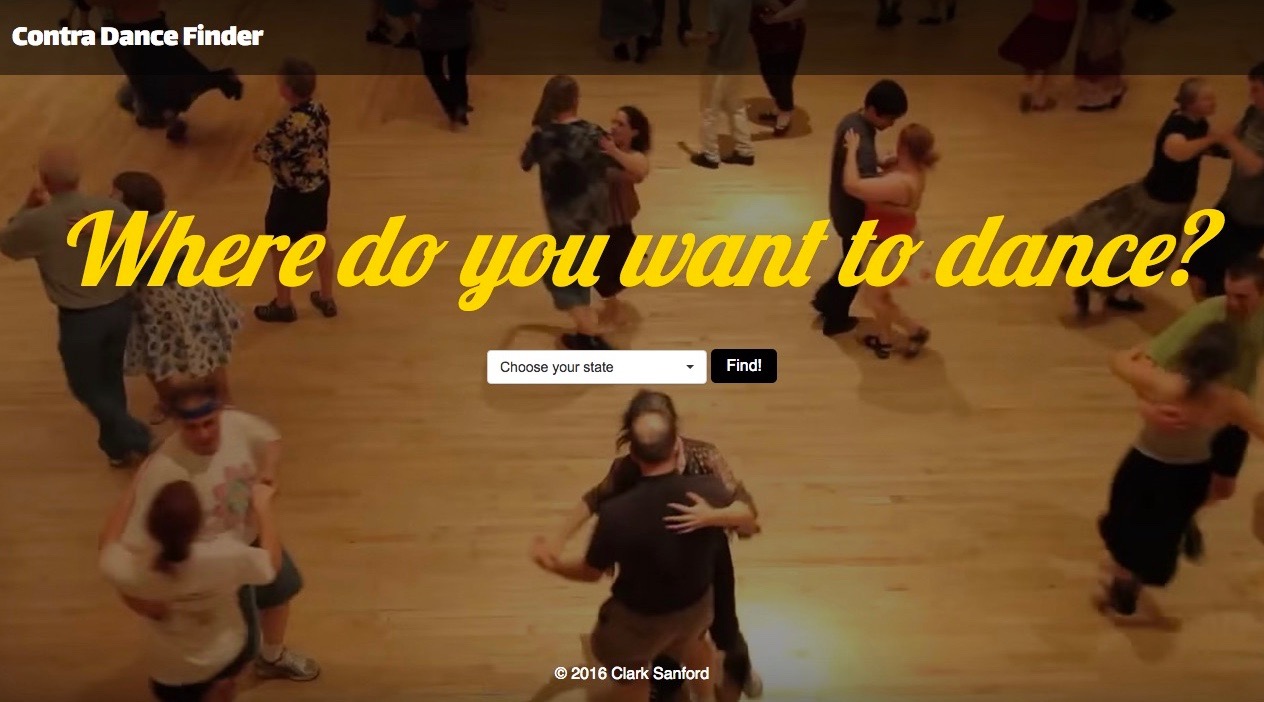 Contra Dance Finder
Where do you want to dance?
Choose your state
Find!
© 2016 Clark Sanford